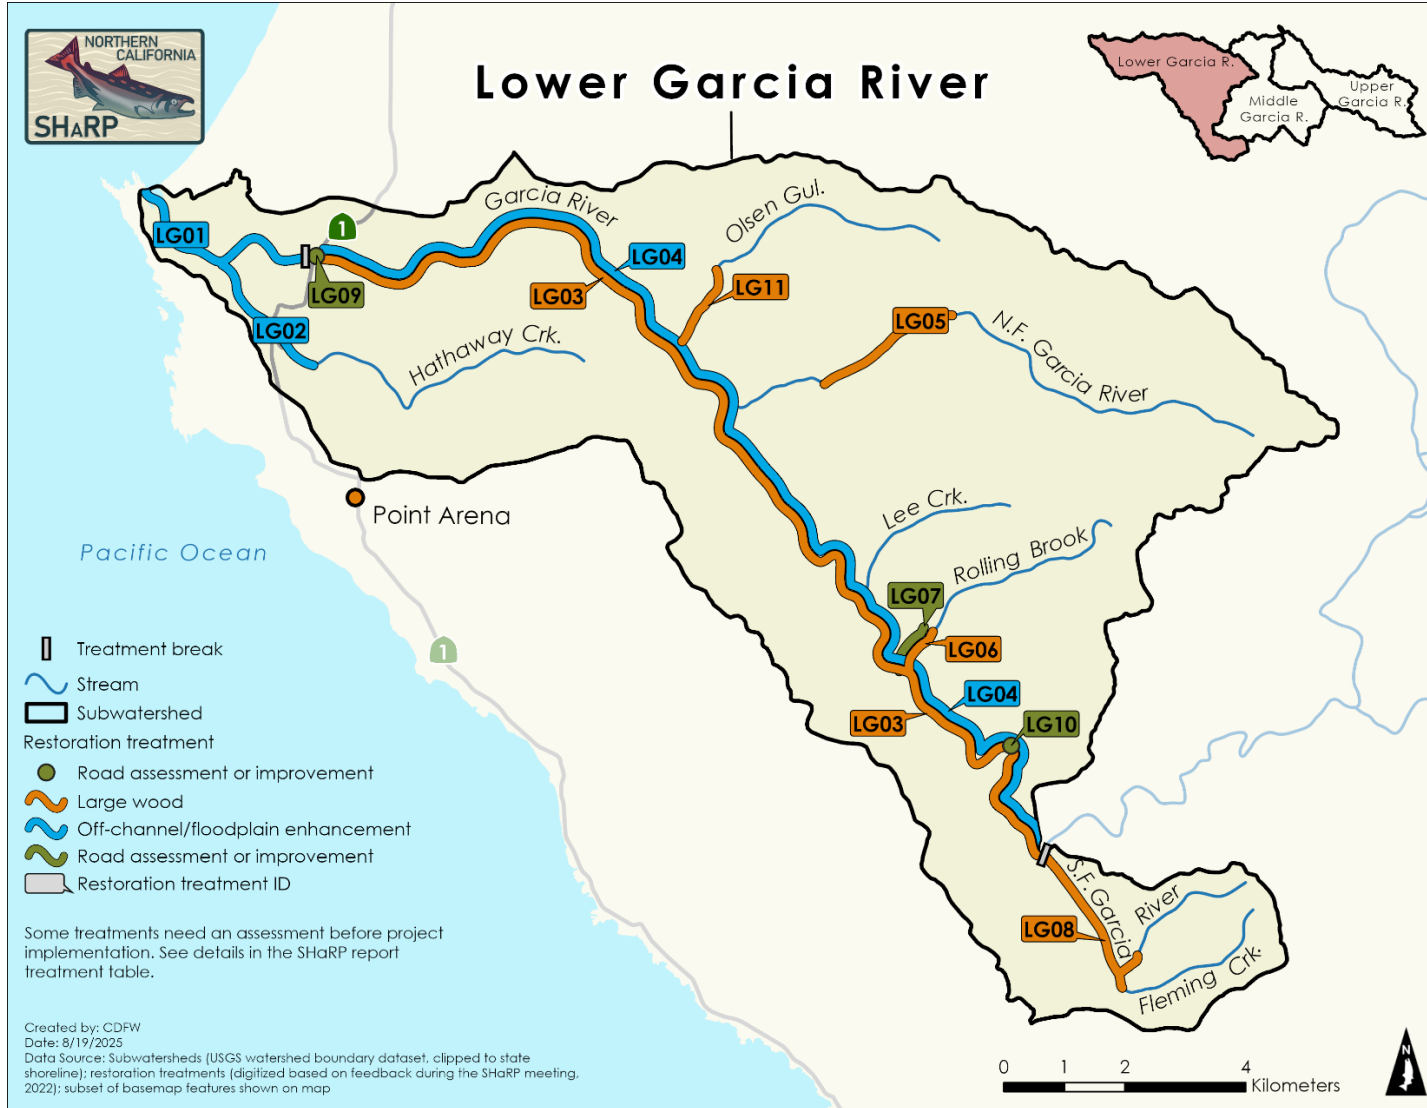 NORTHERN
CALIFORNIA
SHaRP
Lower Garcia River
Lower Garcia R.
Middle
Garcia R.
Upper
Garcia R.
LG01
1
Garcia River
Olsen Gul.
LG04
LG09
LG03
LG11
LG02
Hathaway Crk.
LG05
N.F. Garcia River
Point Arena
Pacific Ocean
Lee Crk.
Rolling Brook
LG07
LG06
1
LG04
LG03
LG10
S.F. Garcia River
LG08
Fleming Crk.
Treatment break
Stream
Subwatershed
Restoration treatment
Road assessment or improvement
Large wood
Off-channel/floodplain enhancement
Road assessment or improvement
Restoration treatment ID
Some treatments need an assessment before project
implementation. See details in the SHaRP report
treatment table.
Created by: CDFW
Date: 8/19/2025
Data Source: Subwatersheds (USGS watershed boundary dataset, clipped to state
shoreline); restoration treatments (digitized based on feedback during the SHaRP meeting,
2022); subset of basemap features shown on map
0 1 2 4
Kilometers
N